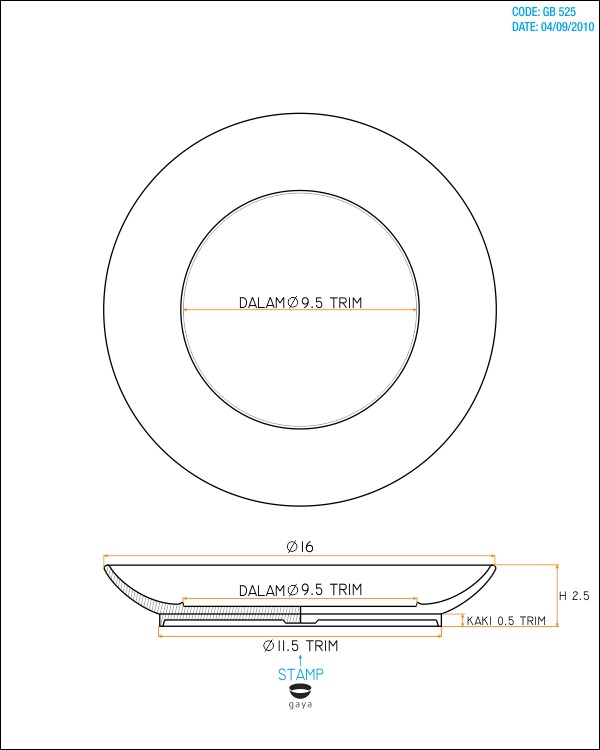 CODE: GB 525
DATE: 04/09/2010
DALAM Ø 9.5 TRIM
Ø 16
DALAM Ø 9.5 TRIM
H 2.5
KAKI 0.5 TRIM
Ø 11.5 TRIM
STAMP
gaya